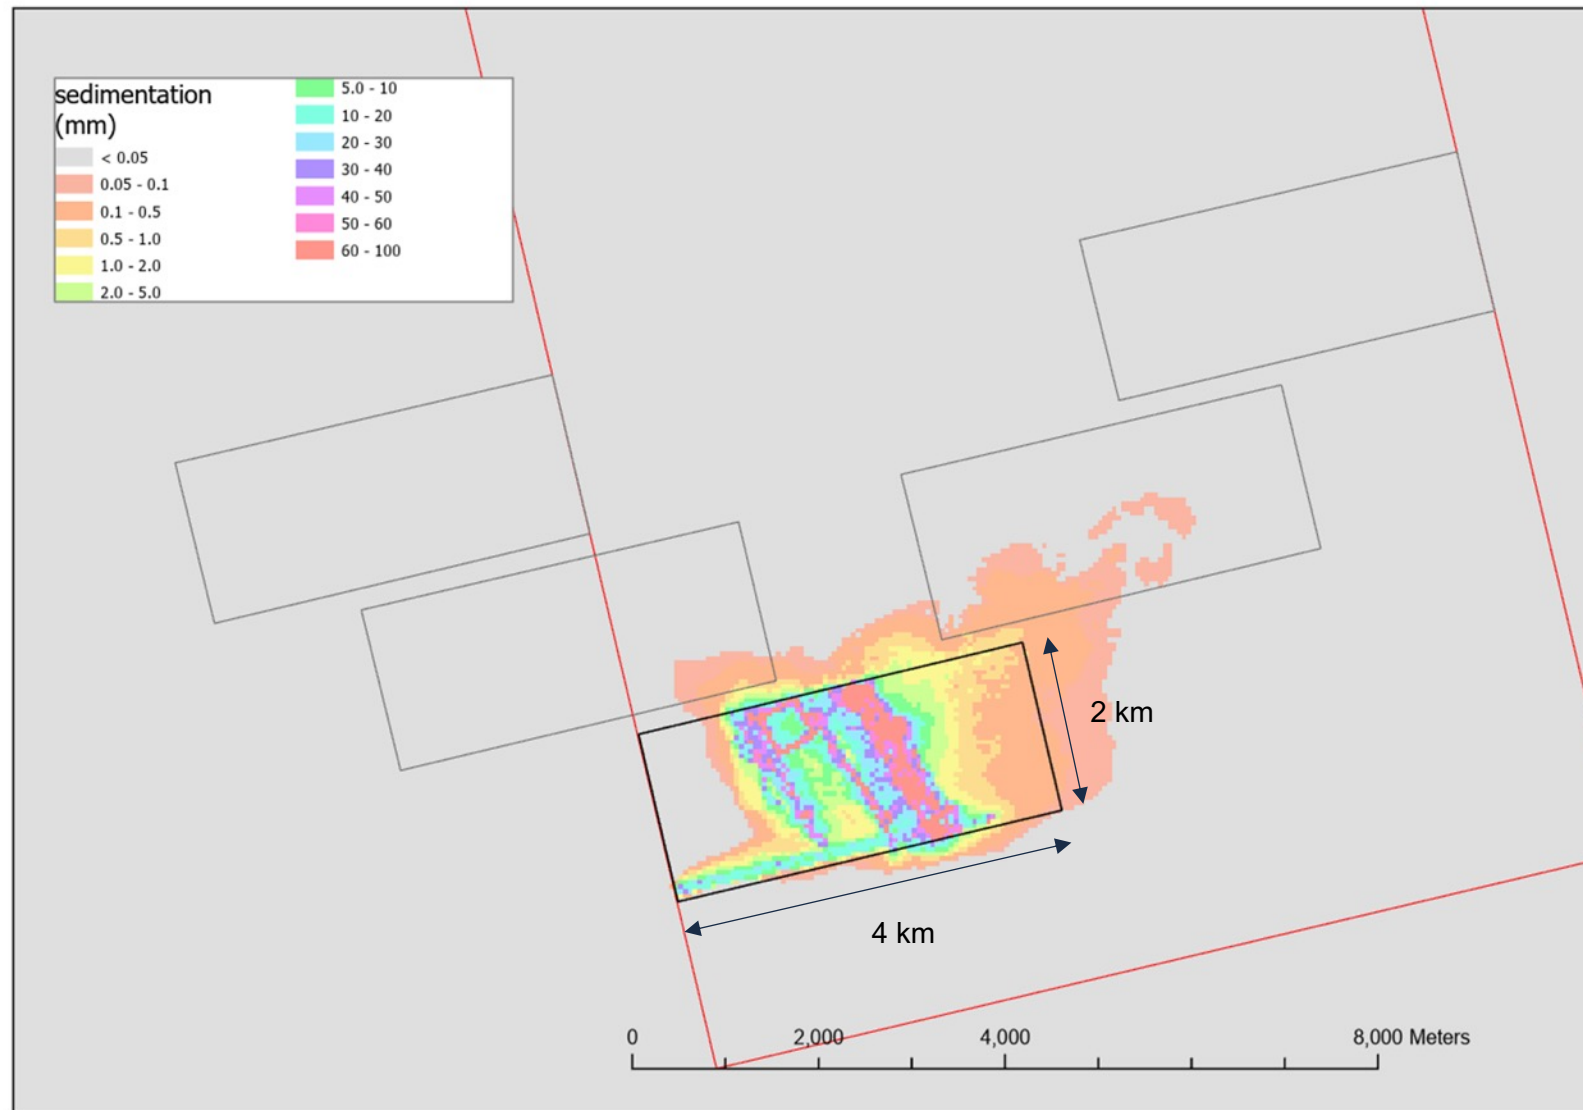 sedimentation
(mm)
< 0.05
0.05 - 0.1
0.1 - 0.5
0.5 - 1.0
1.0 - 2.0
2.0 - 5.0
5.0 - 10
10 - 20
20 - 30
30 - 40
40 - 50
50 - 60
60 - 100
2 km
4 km
0 2,000 4,000 8,000 Meters